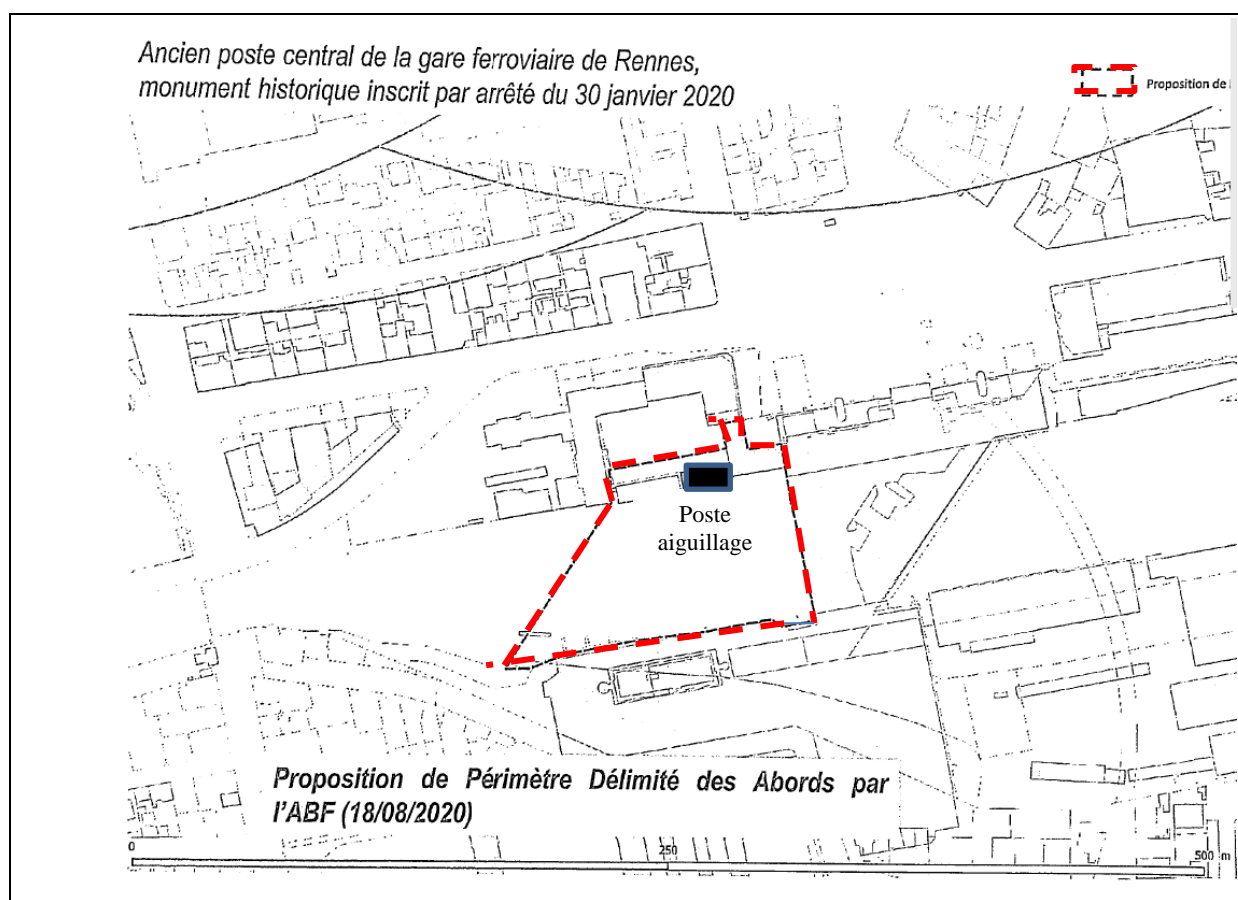 Ancien poste central de la gare ferroviaire de Rennes,
monument historique inscrit par arrêté du 30 janvier 2020
Proposition de
Poste
aiguillage
Proposition de Périmètre Délimité des Abords par
l'ABF (18/08/2020)
0
250
500 m